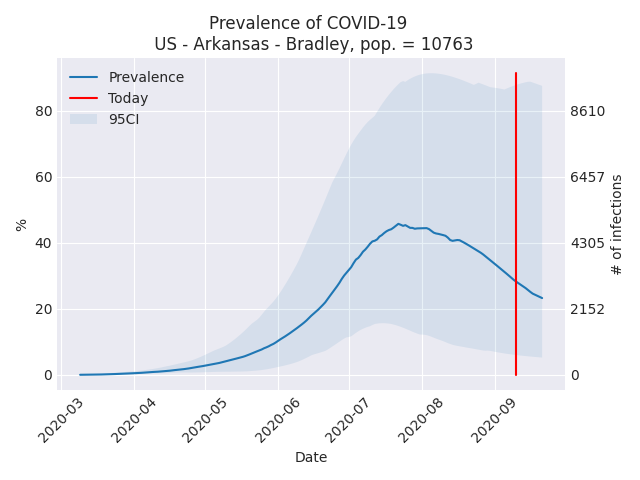 Prevalence of COVID-19
US - Arkansas - Bradley, pop. = 10763
Prevalence
Today
95CI
80
60
40
20
0
%
8610
6457
4305
2152
0
# of infections
2020-03
2020-04
2020-05
2020-06
2020-07
2020-08
2020-09
Date